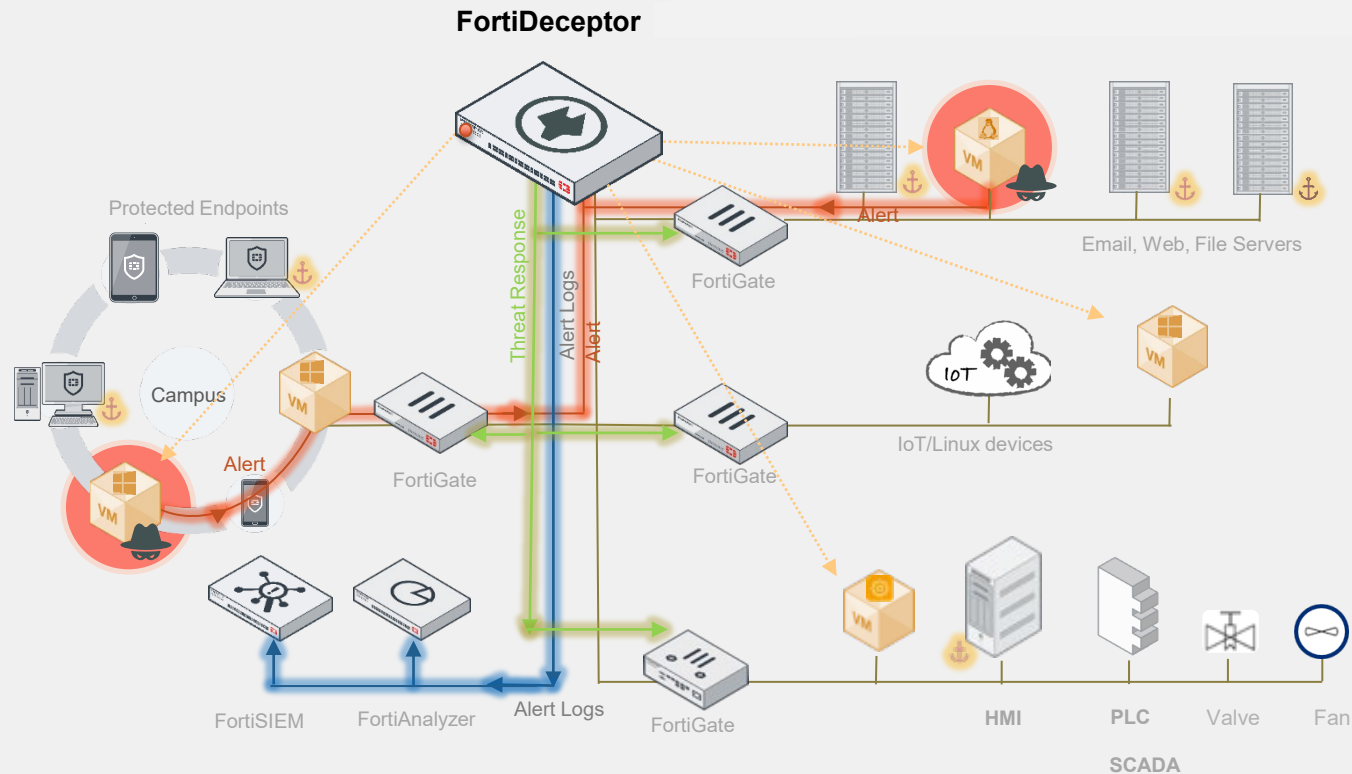 FortiDeceptor
Protected Endpoints
Campus
VM
Alert
VM
FortiGate
Threat Response
Alert Logs
Alert
FortiGate
VM
Alert
Email, Web, File Servers
VM
IoT
IoT/Linux devices
FortiGate
FortiSIEM
FortiAnalyzer
Alert Logs
FortiGate
VM
HMI
PLC
Valve
Fan
SCADA